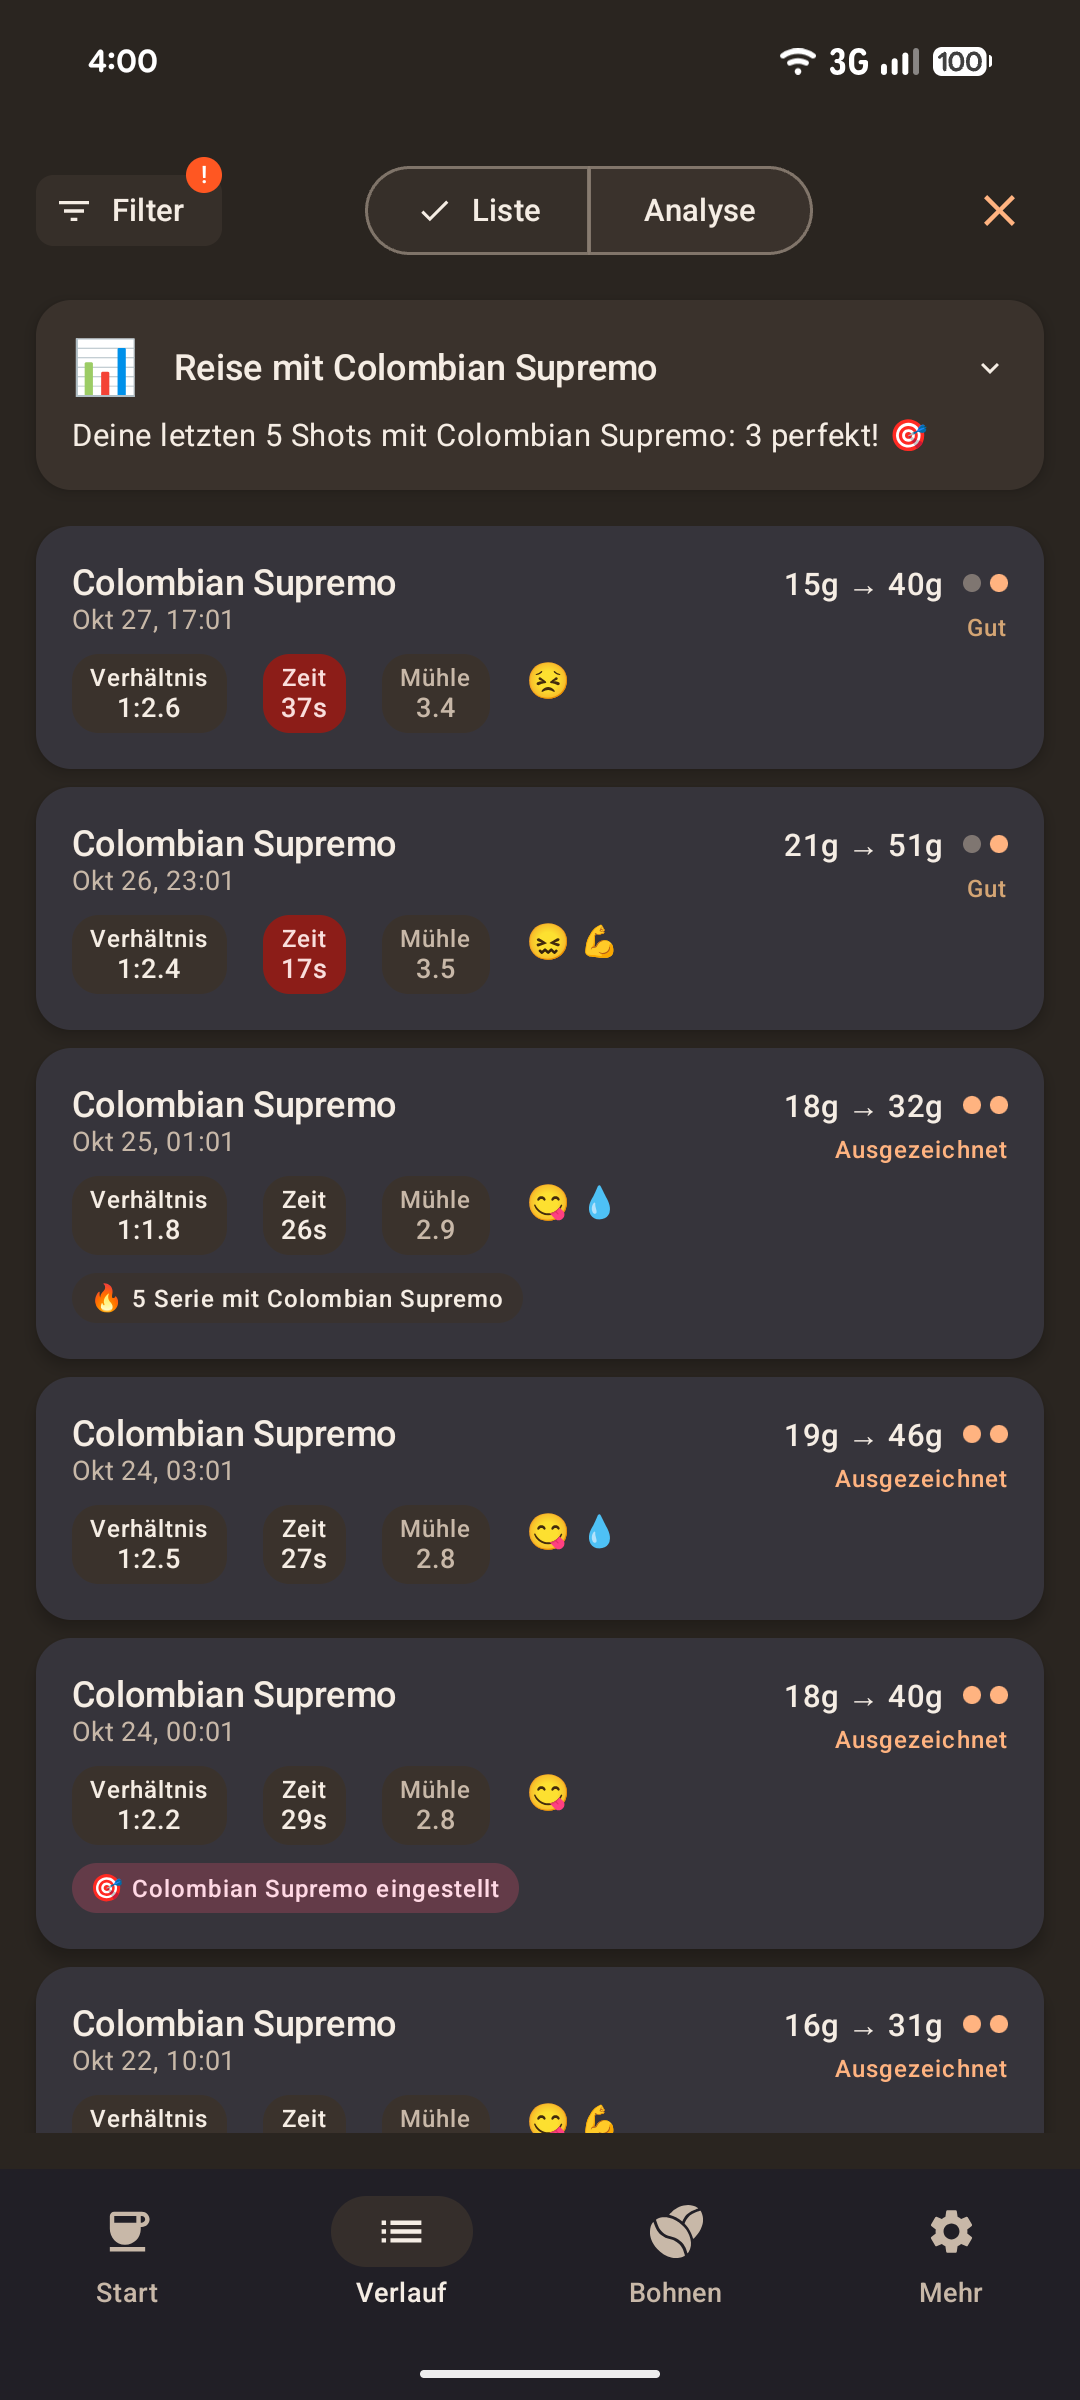 4:00
3G
100
Filter
!
Liste
Analyse
Reise mit Colombian Supremo
Deine letzten 5 Shots mit Colombian Supremo: 3 perfekt! 🎯
Colombian Supremo
15g → 40g
Okt 27, 17:01
Gut
Verhältnis
1:2.6
Zeit
37s
Mühle
3.4
Colombian Supremo
21g → 51g
Okt 26, 23:01
Gut
Verhältnis
1:2.4
Zeit
17s
Mühle
3.5
Colombian Supremo
18g → 32g
Okt 25, 01:01
Ausgezeichnet
Verhältnis
1:1.8
Zeit
26s
Mühle
2.9
🔥 5 Serie mit Colombian Supremo
Colombian Supremo
19g → 46g
Okt 24, 03:01
Ausgezeichnet
Verhältnis
1:2.5
Zeit
27s
Mühle
2.8
Colombian Supremo
18g → 40g
Okt 24, 00:01
Ausgezeichnet
Verhältnis
1:2.2
Zeit
29s
Mühle
2.8
🎯 Colombian Supremo eingestellt
Colombian Supremo
16g → 31g
Okt 22, 10:01
Ausgezeichnet
Verhältnis
Zeit
Mühle
Start
Verlauf
Bohnen
Mehr